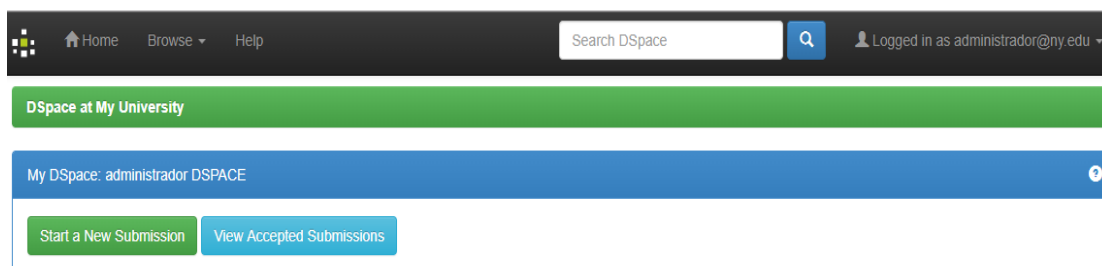 Home Browse Help Search DSpace Logged in as administrador@ny.edu
DSpace at My University
My DSpace: administrador DSPACE
Start a New Submission View Accepted Submissions